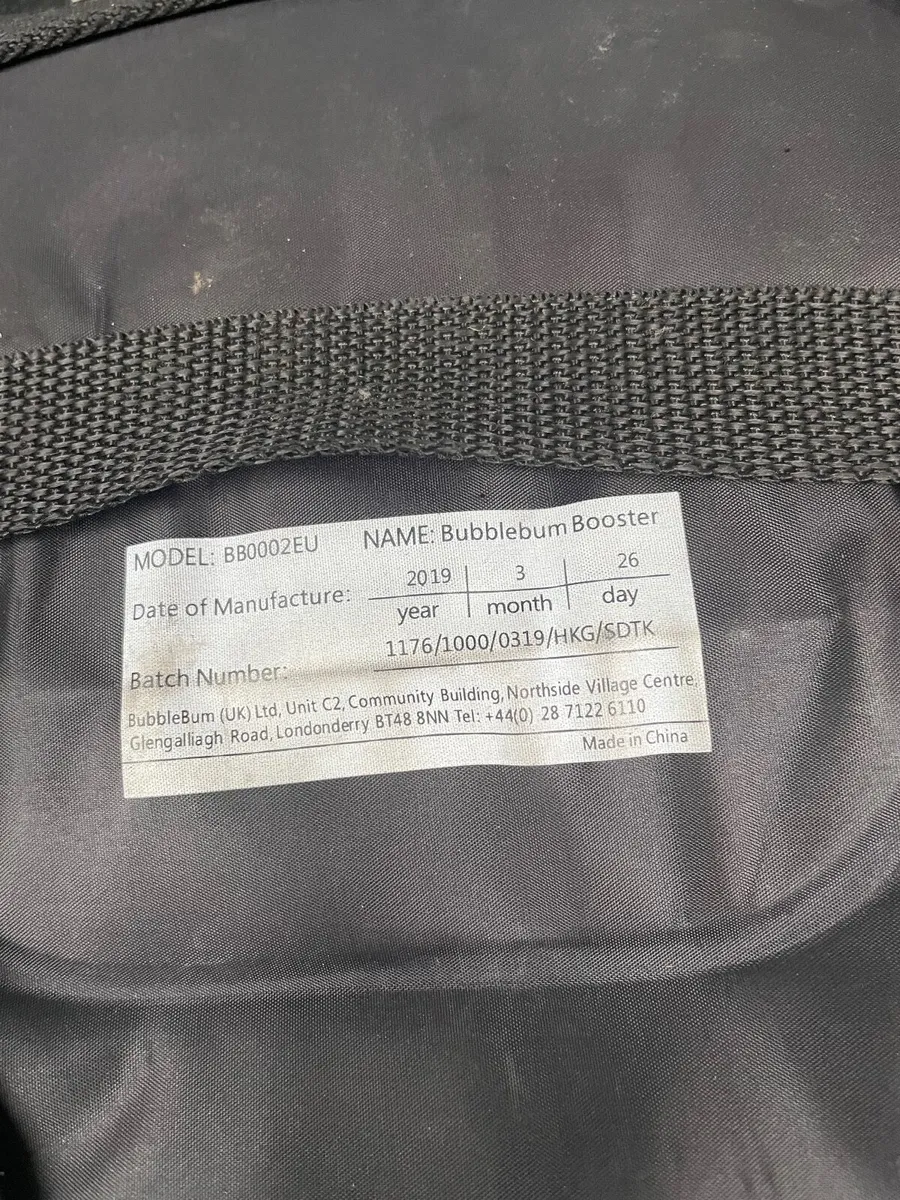 MODEL: BB0002EU NAME: Bubblebum Booster
Date of Manufacture: 2019 | 3 | 26
year | month | day
Batch Number: 1176/1000/0319/HKG/SDTK
BubbleBum (UK) Ltd, Unit C2, Community Building, Northside Village Centre,
Glengalliagh Road, Londonderry BT48 8NN Tel: +44(0) 28 7122 6110
Made in China